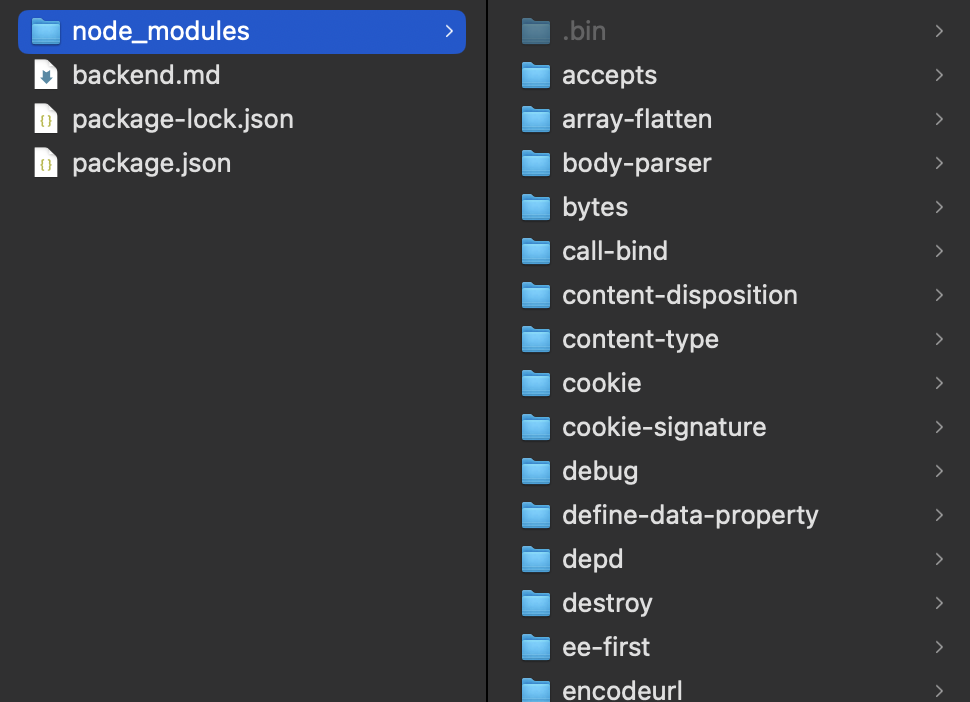 node_modules
backend.md
package-lock.json
package.json
.bin
accepts
array-flatten
body-parser
bytes
call-bind
content-disposition
content-type
cookie
cookie-signature
debug
define-data-property
depd
destroy
ee-first
encodeurl